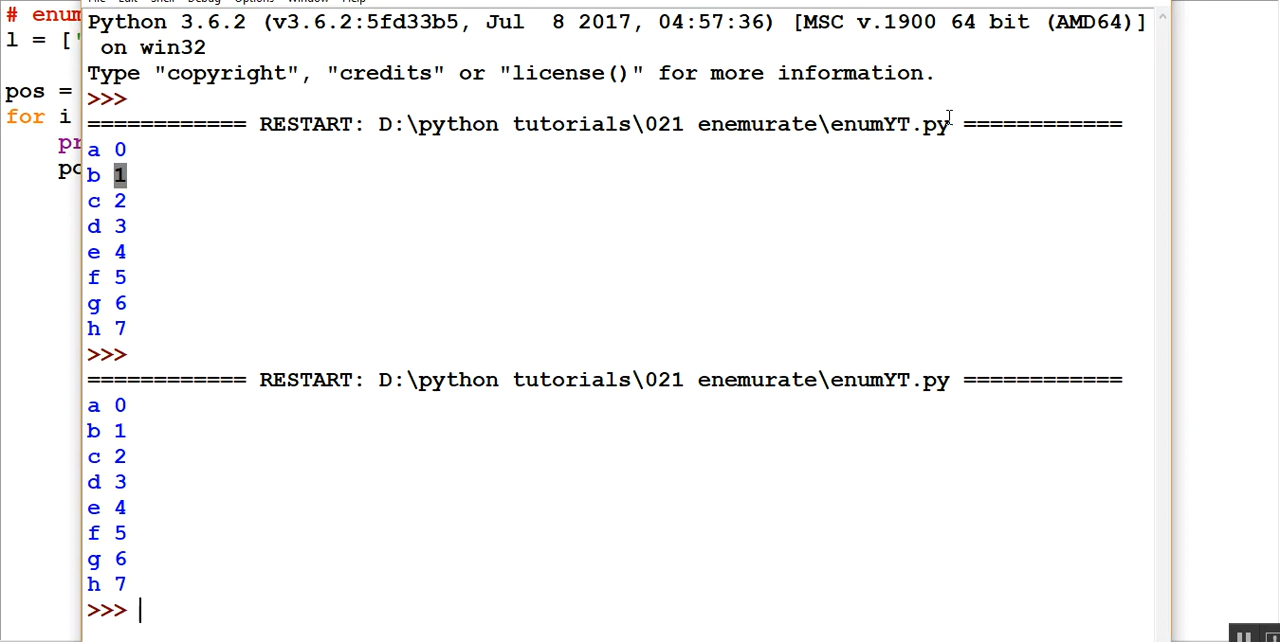 # enum
l = ['
pos =
for i
pr
po
Python 3.6.2 (v3.6.2:5fd33b5, Jul  8 2017, 04:57:36) [MSC v.1900 64 bit (AMD64)]
on win32
Type "copyright", "credits" or "license()" for more information.
>>>
============ RESTART: D:\python tutorials\021 enemurate\enumYT.py ============
a 0
b 1
c 2
d 3
e 4
f 5
g 6
h 7
>>>
============ RESTART: D:\python tutorials\021 enemurate\enumYT.py ============
a 0
b 1
c 2
d 3
e 4
f 5
g 6
h 7
>>>